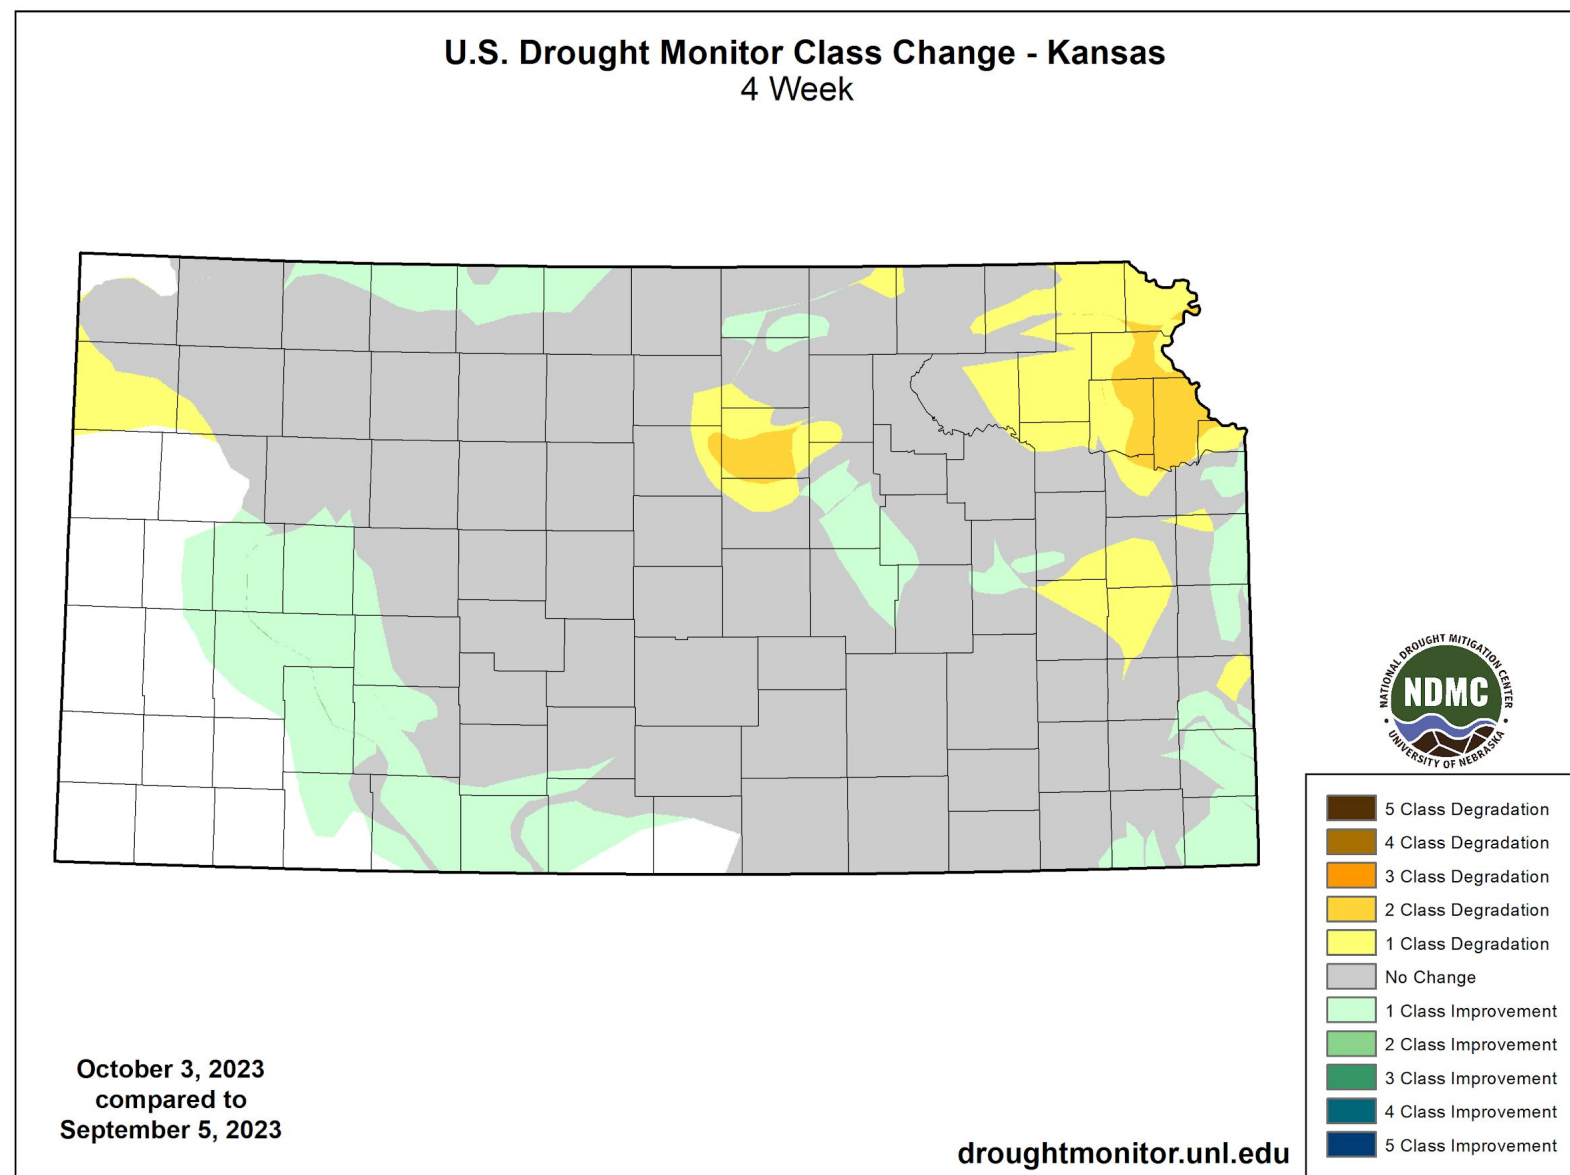 U.S. Drought Monitor Class Change - Kansas
4 Week
NATIONAL DROUGHT MITIGATION CENTER
NDMC
UNIVERSITY OF NEBRASKA
5 Class Degradation
4 Class Degradation
3 Class Degradation
2 Class Degradation
1 Class Degradation
No Change
1 Class Improvement
2 Class Improvement
3 Class Improvement
4 Class Improvement
5 Class Improvement
October 3, 2023
compared to
September 5, 2023
droughtmonitor.unl.edu